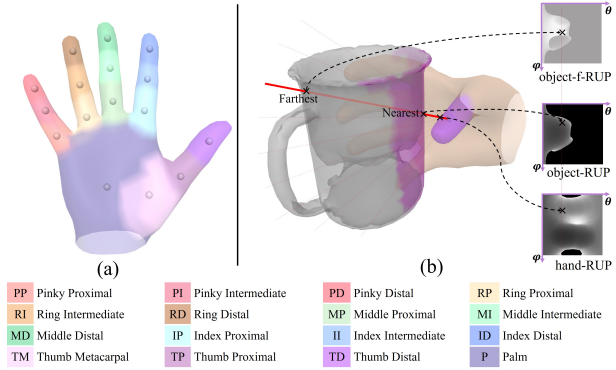 θ
φ
object-f-RUP
Farthest
Nearest
θ
φ
object-RUP
θ
φ
hand-RUP
(a)
(b)
PP Pinky Proximal PI Pinky Intermediate PD Pinky Distal RP Ring Proximal
RI Ring Intermediate RD Ring Distal MP Middle Proximal MI Middle Intermediate
MD Middle Distal IP Index Proximal II Index Intermediate ID Index Distal
TM Thumb Metacarpal TP Thumb Proximal TD Thumb Distal P Palm